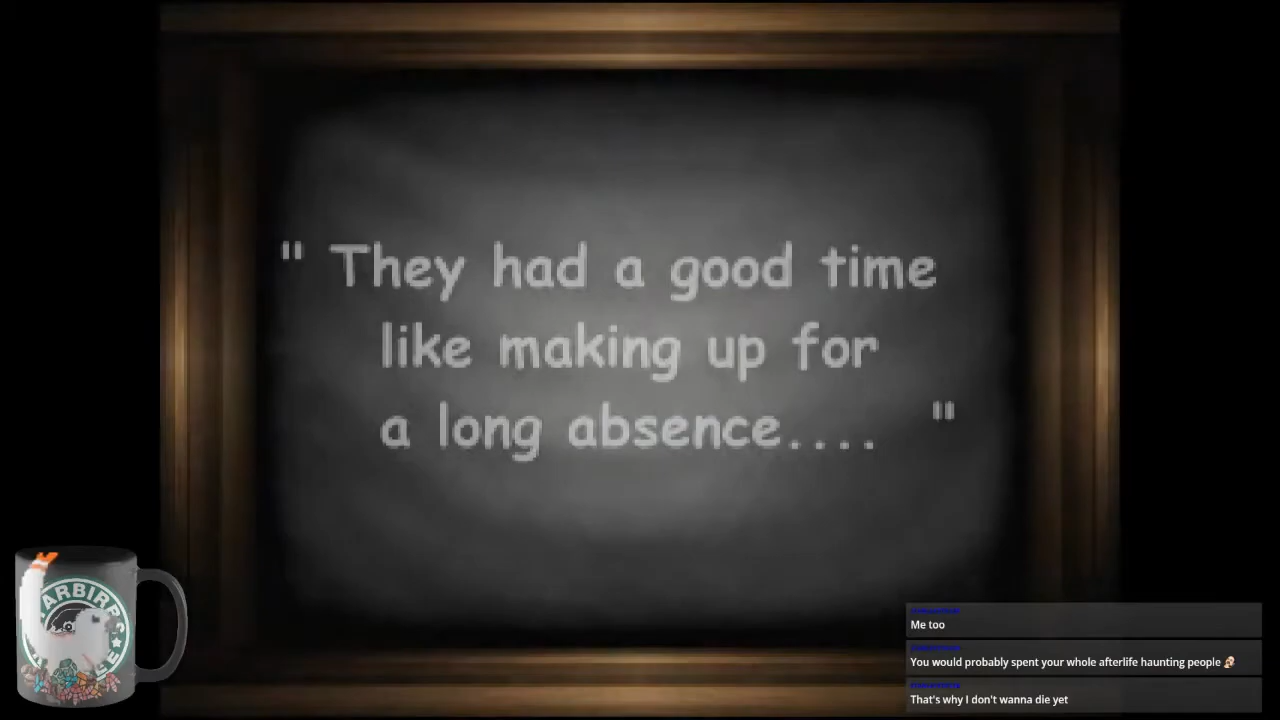 " They had a good time
like making up for
a long absence.... "
ARBIRD
Me too
You would probably spent your whole afterlife haunting people
That's why I don't wanna die yet